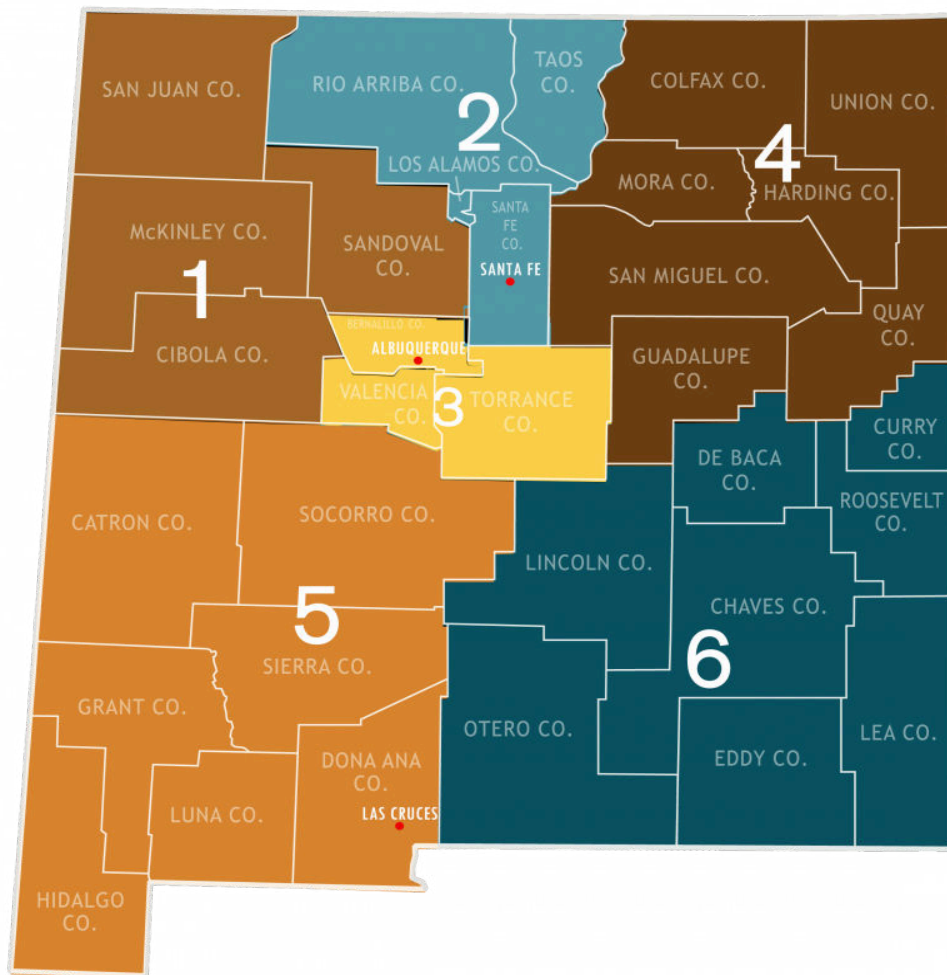 SAN JUAN CO.
RIO ARRIBA CO.
TAOS
CO.
COLFAX CO.
UNION CO.
2
4
LOS ALAMOS CO.
MORA CO.
HARDING CO.
McKINLEY CO.
SANDOVAL
CO.
SANTA
FE
CO.
SANTA FE
SAN MIGUEL CO.
1
QUAY
CO.
CIBOLA CO.
BERNALILLO CO.
ALBUQUERQUE
GUADALUPE
CO.
VALENCIA
CO.
3
TORRANCE
CO.
CURRY
CO.
DE BACA
CO.
ROOSEVELT
CO.
CATRON CO.
SOCORRO CO.
LINCOLN CO.
CHAVES CO.
5
6
SIERRA CO.
GRANT CO.
OTERO CO.
LEA CO.
EDDY CO.
DONA ANA
CO.
LUNA CO.
LAS CRUCES
HIDALGO
CO.